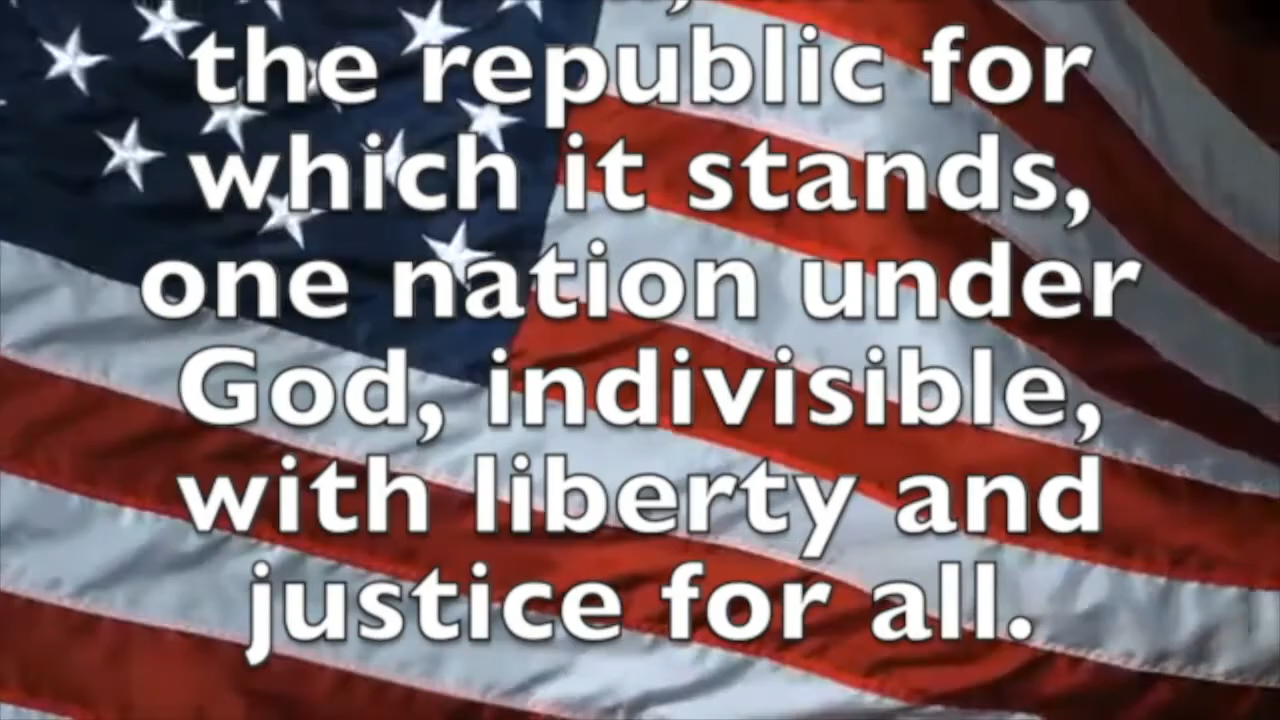 the republic for
which it stands,
one nation under
God, indivisible,
with liberty and
justice for all.